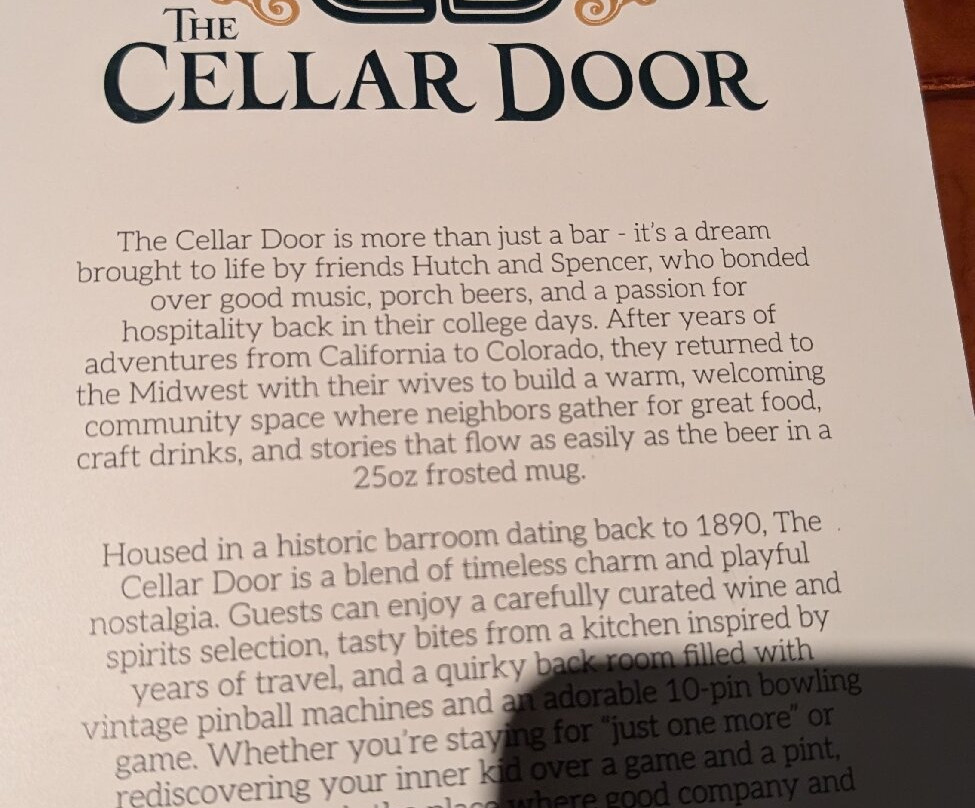 THE
CELLAR DOOR
The Cellar Door is more than just a bar - it's a dream
brought to life by friends Hutch and Spencer, who bonded
over good music, porch beers, and a passion for
hospitality back in their college days. After years of
adventures from California to Colorado, they returned to
the Midwest with their wives to build a warm, welcoming
community space where neighbors gather for great food,
craft drinks, and stories that flow as easily as the beer in a
25oz frosted mug.
Housed in a historic barroom dating back to 1890, The
Cellar Door is a blend of timeless charm and playful
nostalgia. Guests can enjoy a carefully curated wine and
spirits selection, tasty bites from a kitchen inspired by
years of travel, and a quirky back room filled with
vintage pinball machines and an adorable 10-pin bowling
game. Whether you're staying for "just one more" or
rediscovering your inner kid over a game and a pint,
place where good company and